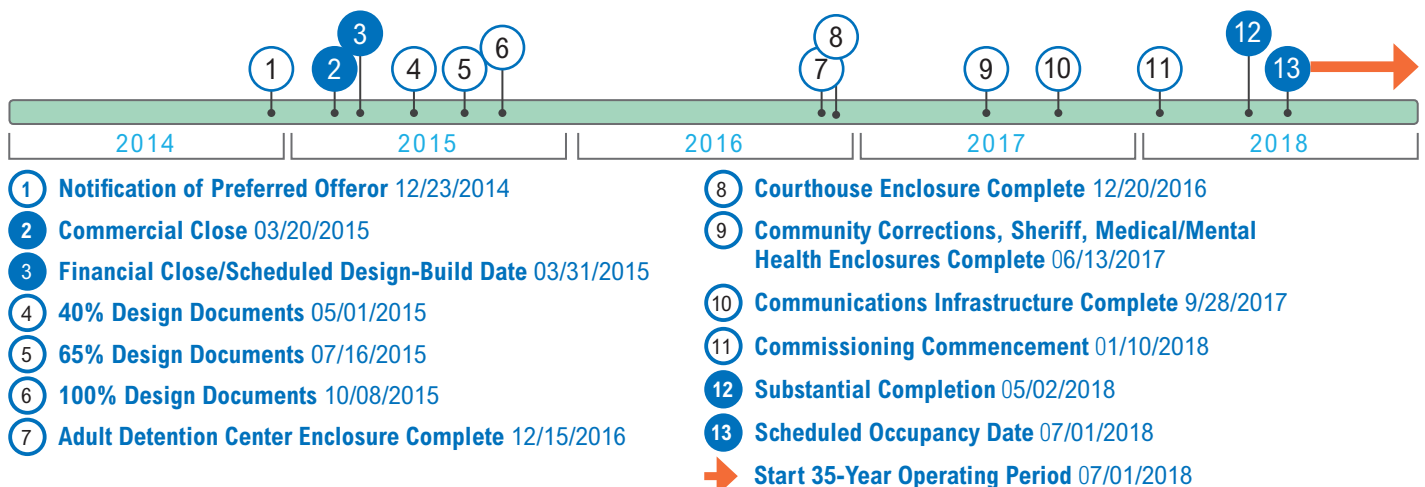 3
8
12
1
2
4
5
6
7
9
10
11
13
2014
2015
2016
2017
2018
1 Notification of Preferred Offeror 12/23/2014
2 Commercial Close 03/20/2015
3 Financial Close/Scheduled Design-Build Date 03/31/2015
4 40% Design Documents 05/01/2015
5 65% Design Documents 07/16/2015
6 100% Design Documents 10/08/2015
7 Adult Detention Center Enclosure Complete 12/15/2016
8 Courthouse Enclosure Complete 12/20/2016
9 Community Corrections, Sheriff, Medical/Mental
Health Enclosures Complete 06/13/2017
10 Communications Infrastructure Complete 9/28/2017
11 Commissioning Commencement 01/10/2018
12 Substantial Completion 05/02/2018
13 Scheduled Occupancy Date 07/01/2018
Start 35-Year Operating Period 07/01/2018